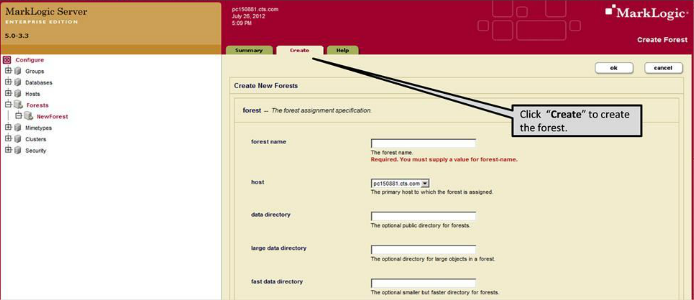 MarkLogic Server
ENTERPRISE EDITION
5.0-3.3
pc150881.cts.com
July 26, 2012
5:09 PM
MarkLogic
Create Forest
Summary Create Help
Configure
Groups
Databases
Hosts
Forests
NewForest
Mimetypes
Clusters
Security
ok cancel
Create New Forests
forest -- The forest assignment specification.
Click "Create" to create
the forest.
forest name
The forest name.
Required. You must supply a value for forest-name.
host
pc150881.cts.com
The primary host to which the forest is assigned.
data directory
The optional public directory for forests.
large data directory
The optional directory for large objects in a forest.
fast data directory
The optional smaller but faster directory for forests.